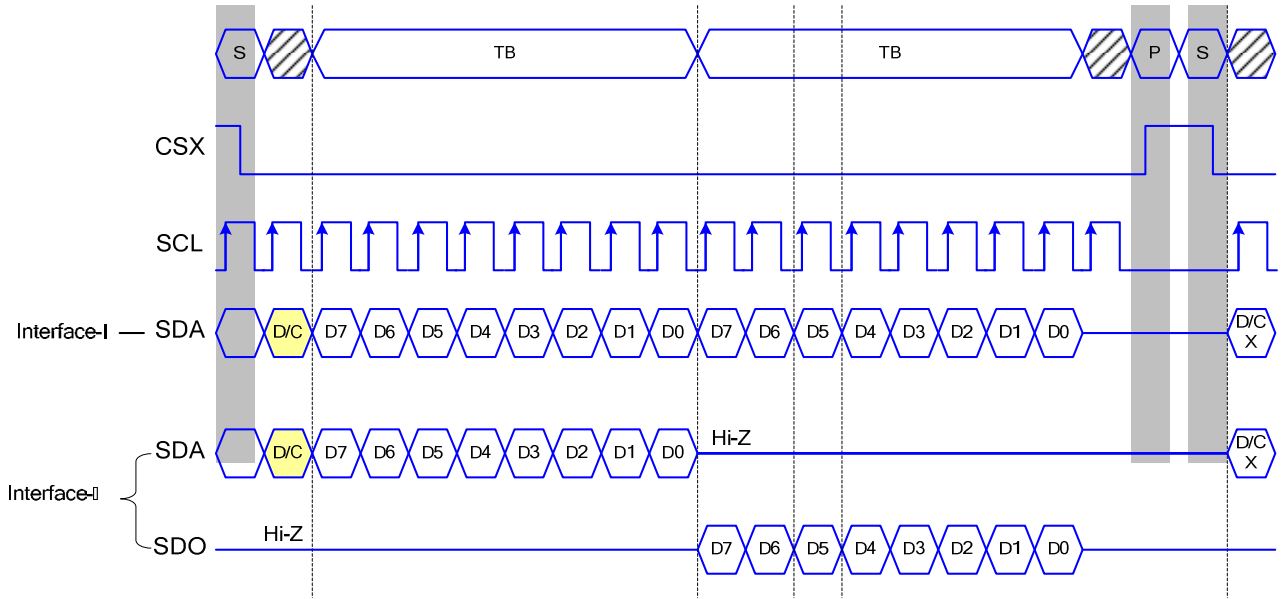 S TB TB P S
CSX
SCL
Interface-I SDA D/C D7 D6 D5 D4 D3 D2 D1 D0 D7 D6 D5 D4 D3 D2 D1 D0 D/C
X
SDA D/C D7 D6 D5 D4 D3 D2 D1 D0 Hi-Z D/C
X
Interface-▯
SDO Hi-Z D7 D6 D5 D4 D3 D2 D1 D0